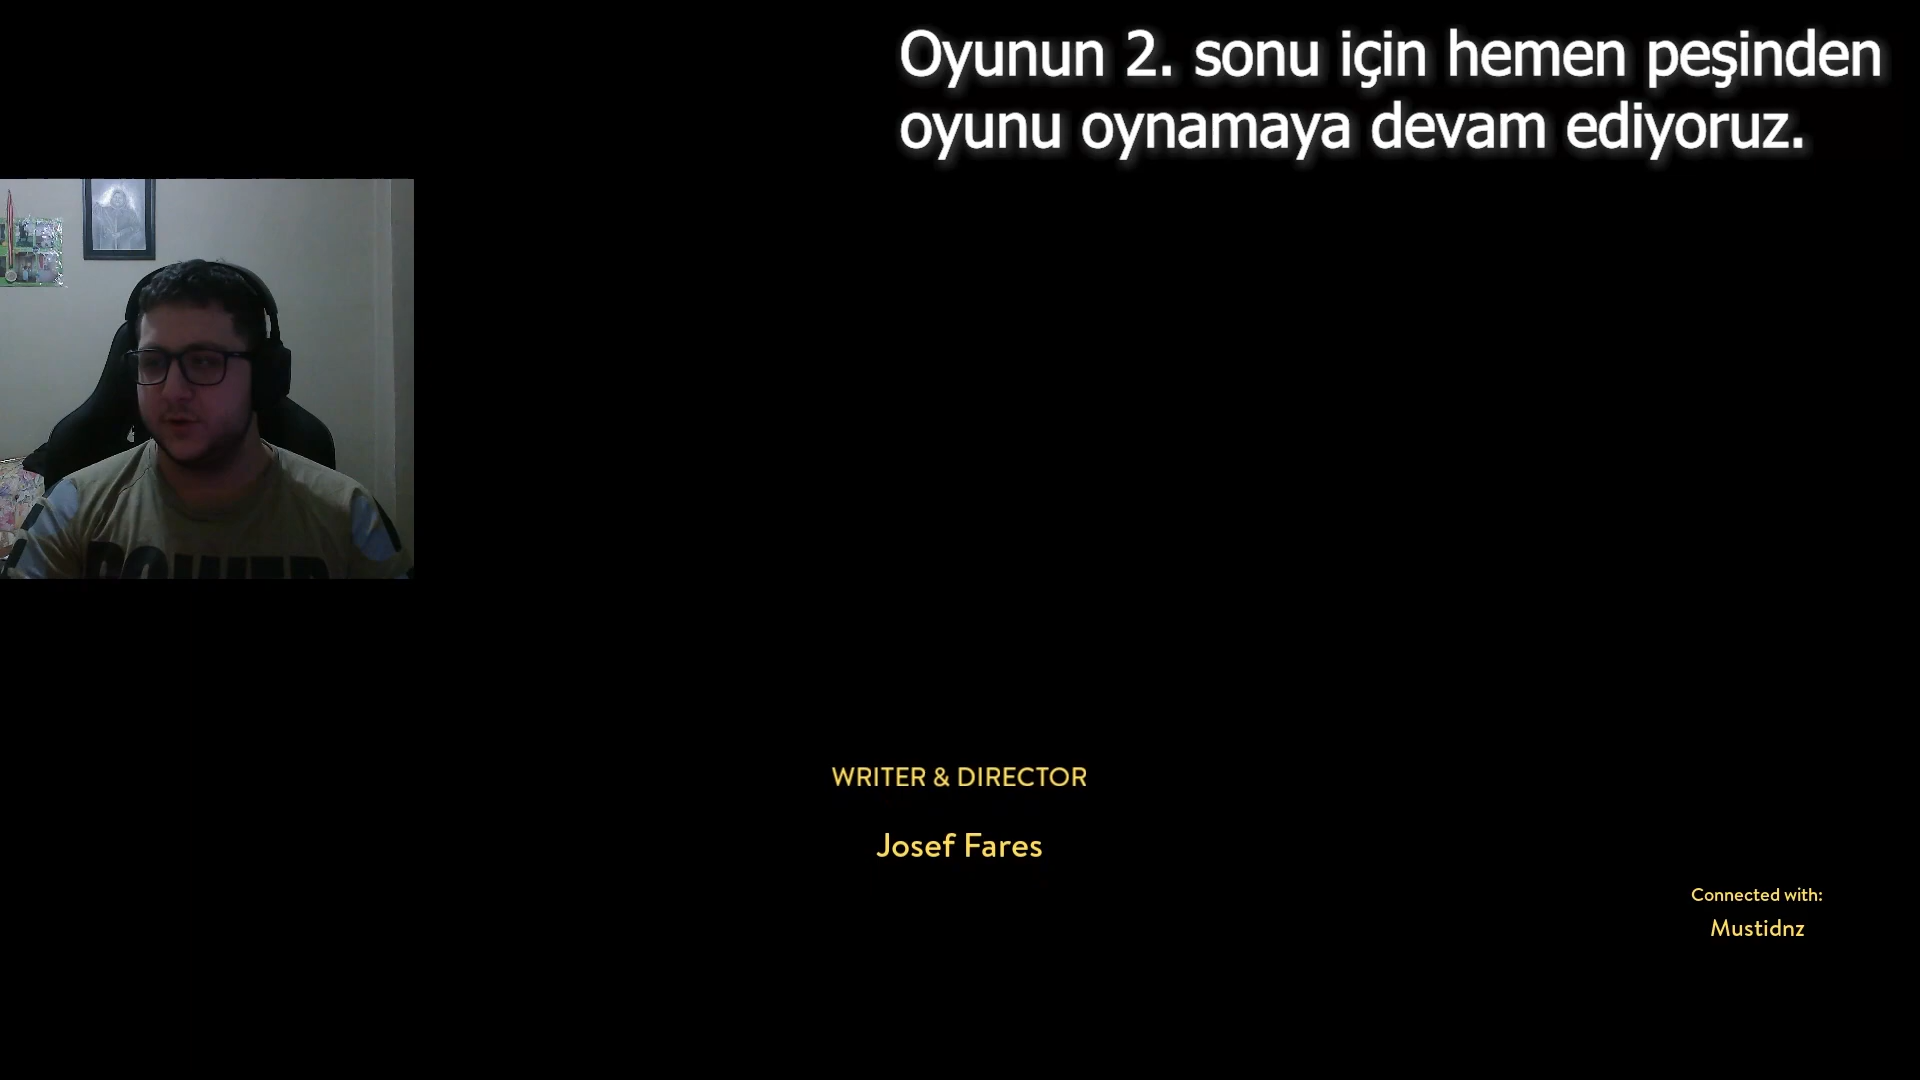 Oyunun 2. sonu için hemen peşinden
oyunu oynamaya devam ediyoruz.
WRITER & DIRECTOR
Josef Fares
Connected with:
Mustidnz